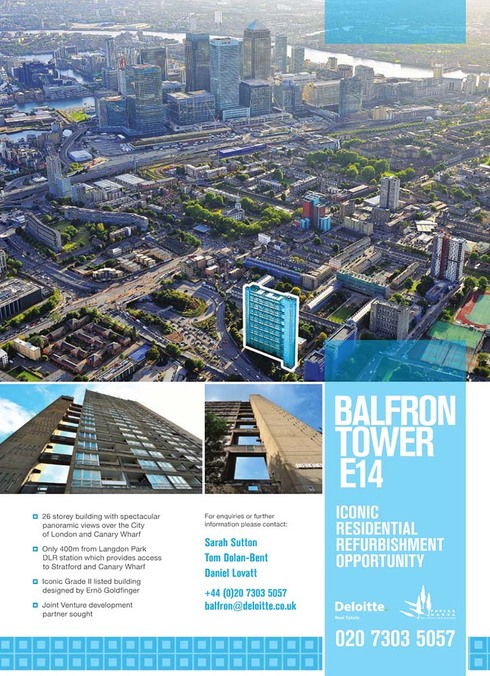 BALFRON
TOWER
E14
ICONIC
RESIDENTIAL
REFURBISHMENT
OPPORTUNITY
26 storey building with spectacular
panoramic views over the City
of London and Canary Wharf
Only 400m from Langdon Park
DLR station which provides access
to Stratford and Canary Wharf
Iconic Grade II listed building
designed by Ernö Goldfinger
Joint Venture development
partner sought
For enquiries or further
information please contact:
Sarah Sutton
Tom Dolan-Bent
Daniel Lovatt
+44 (0)20 7303 5057
balfron@deloitte.co.uk
Deloitte.
Real Estate
POPLAR
HARCA
020 7303 5057